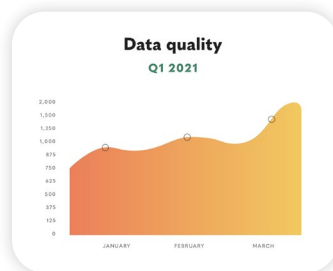 Data quality
Q1 2021
2,000
1,500
1,250
1,000
875
750
625
500
375
125
0
JANUARY
FEBRUARY
MARCH